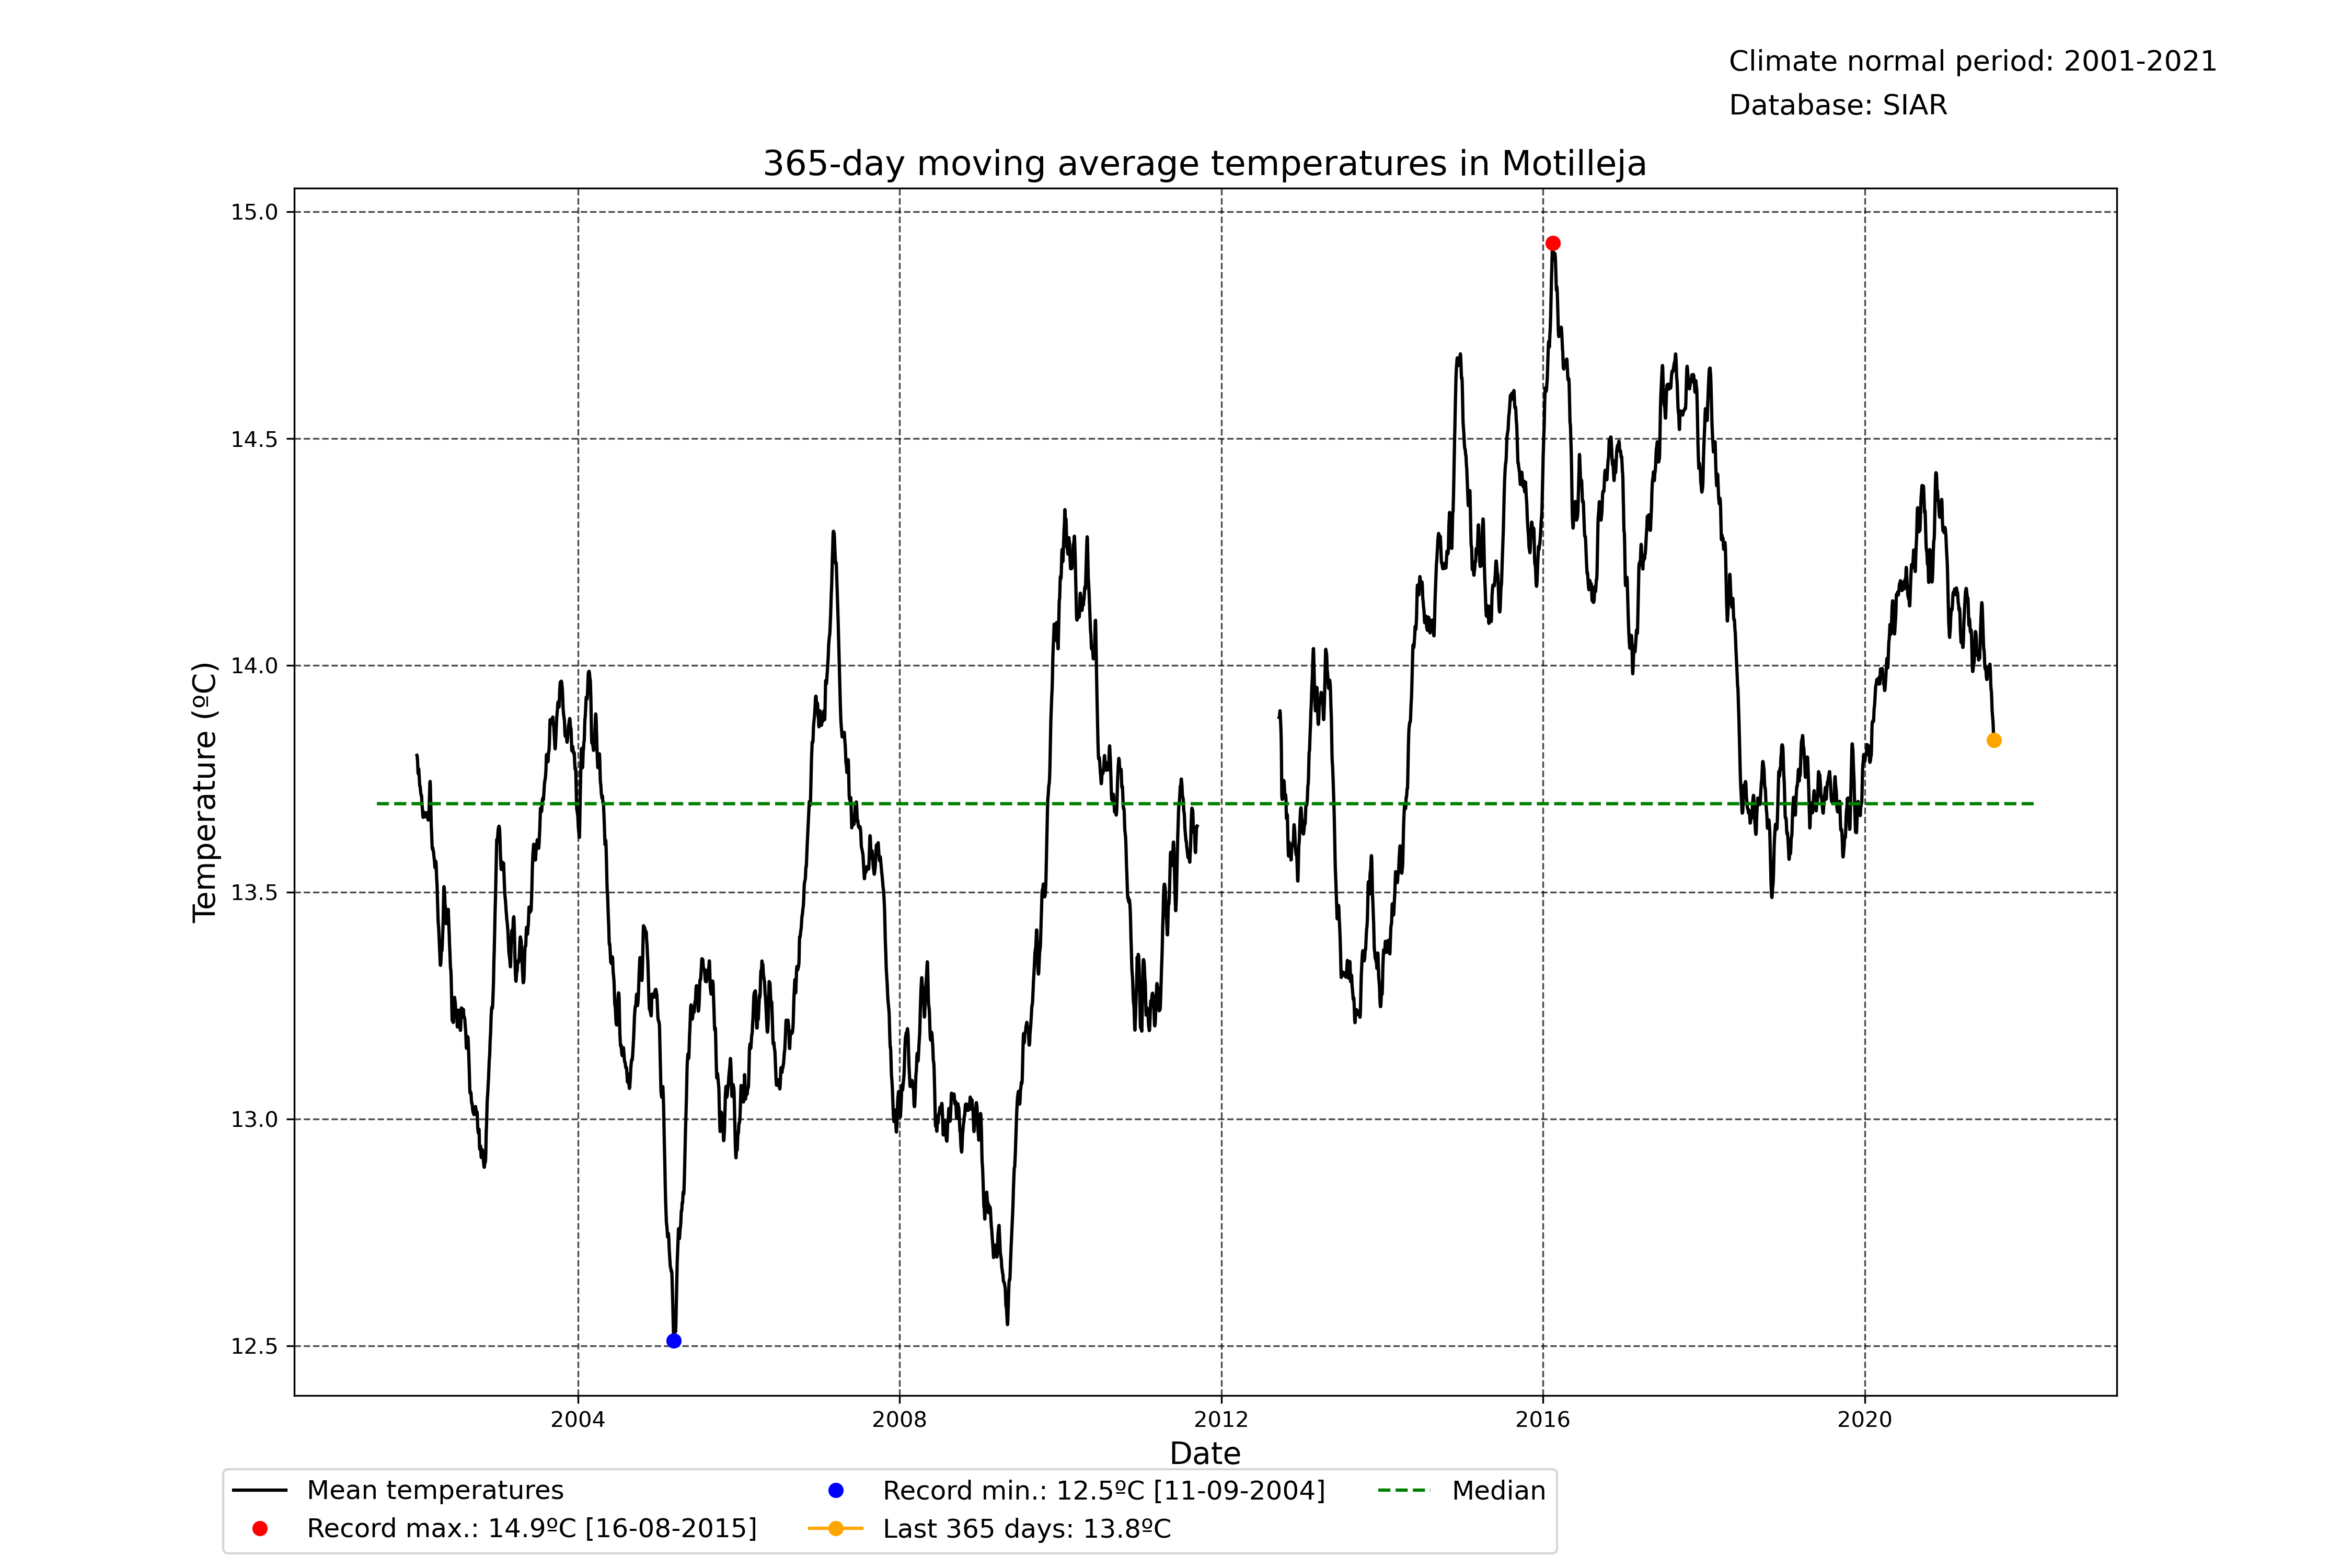 Climate normal period: 2001-2021
Database: SIAR
365-day moving average temperatures in Motilleja
Temperature (ºC)
15.0
14.5
14.0
13.5
13.0
12.5
2004
2008
2012
2016
2020
Date
Mean temperatures
Record max.: 14.9ºC [16-08-2015]
Record min.: 12.5ºC [11-09-2004]
Last 365 days: 13.8ºC
Median